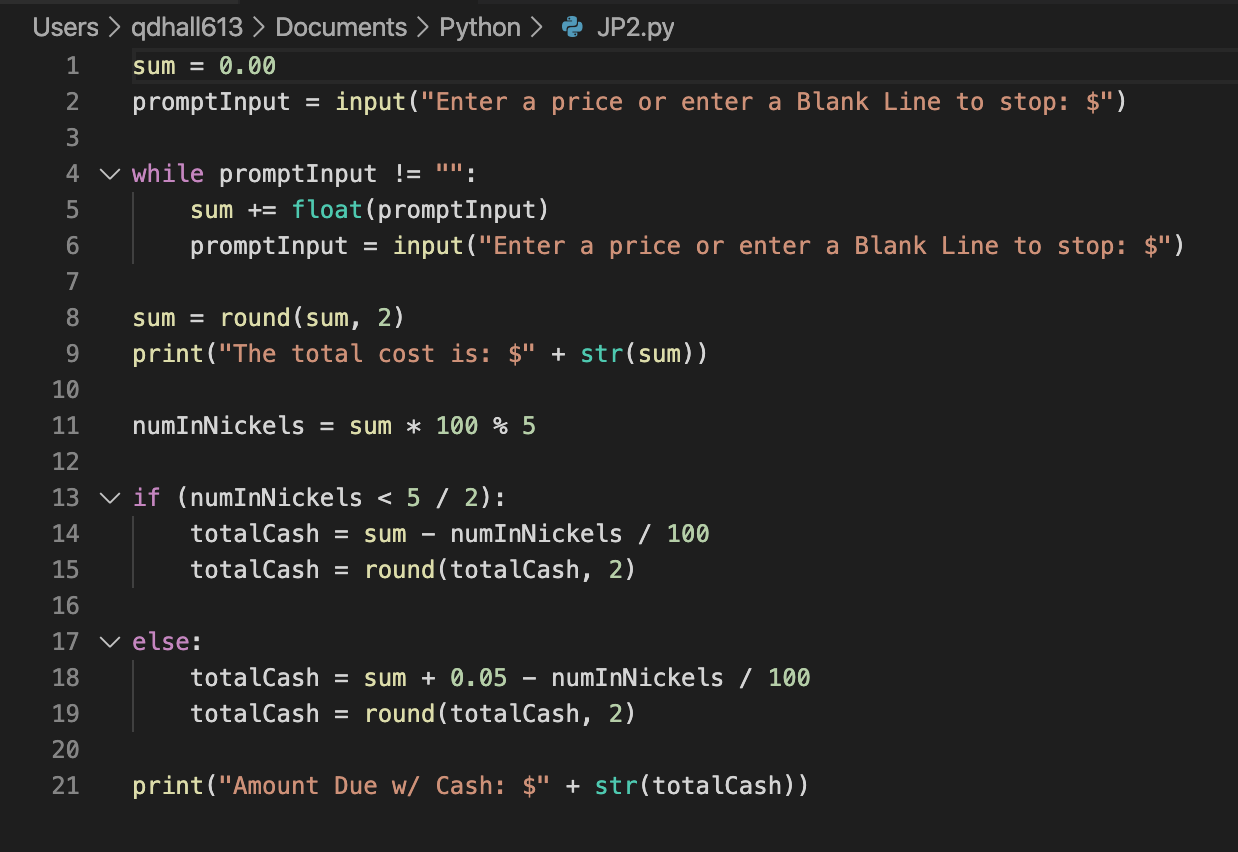 Users > qdhall613 > Documents > Python > JP2.py
1 sum = 0.00
2 promptInput = input("Enter a price or enter a Blank Line to stop: $")
3
4 while promptInput != "":
5     sum += float(promptInput)
6     promptInput = input("Enter a price or enter a Blank Line to stop: $")
7
8 sum = round(sum, 2)
9 print("The total cost is: $" + str(sum))
10
11 numInNickels = sum * 100 % 5
12
13 if (numInNickels < 5 / 2):
14     totalCash = sum - numInNickels / 100
15     totalCash = round(totalCash, 2)
16
17 else:
18     totalCash = sum + 0.05 - numInNickels / 100
19     totalCash = round(totalCash, 2)
20
21 print("Amount Due w/ Cash: $" + str(totalCash))